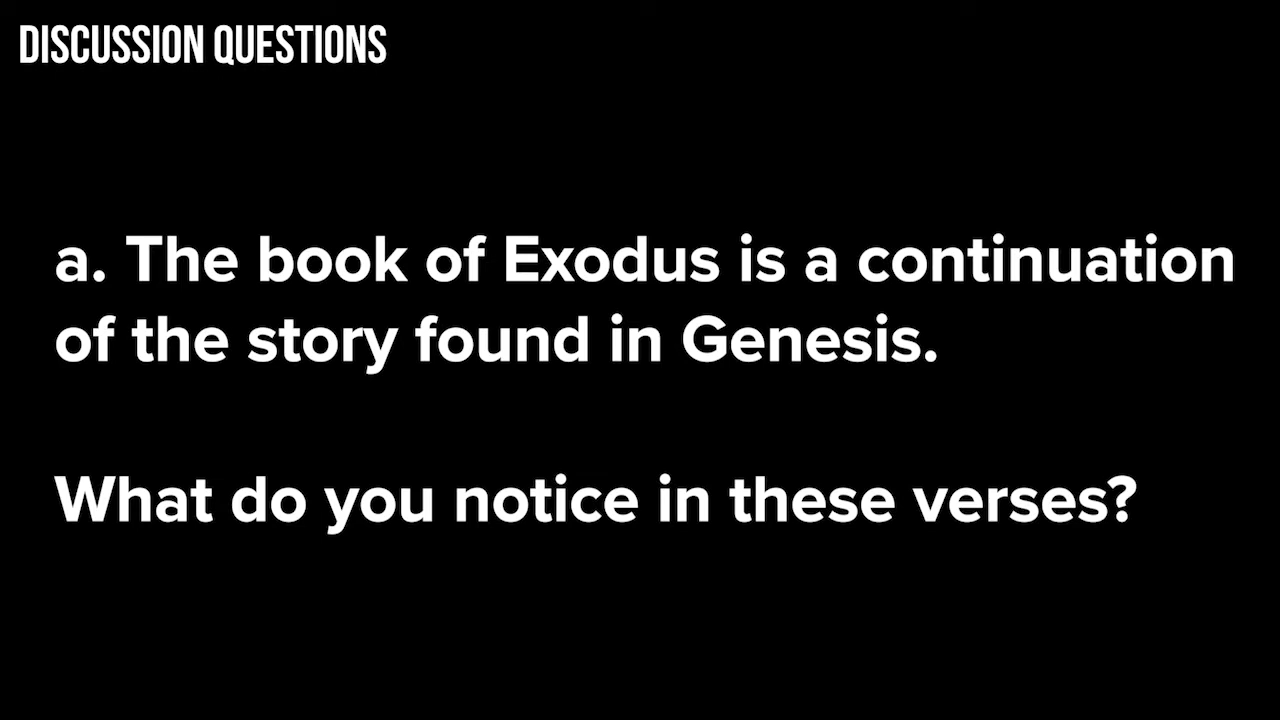 DISCUSSION QUESTIONS
a. The book of Exodus is a continuation
of the story found in Genesis.
What do you notice in these verses?